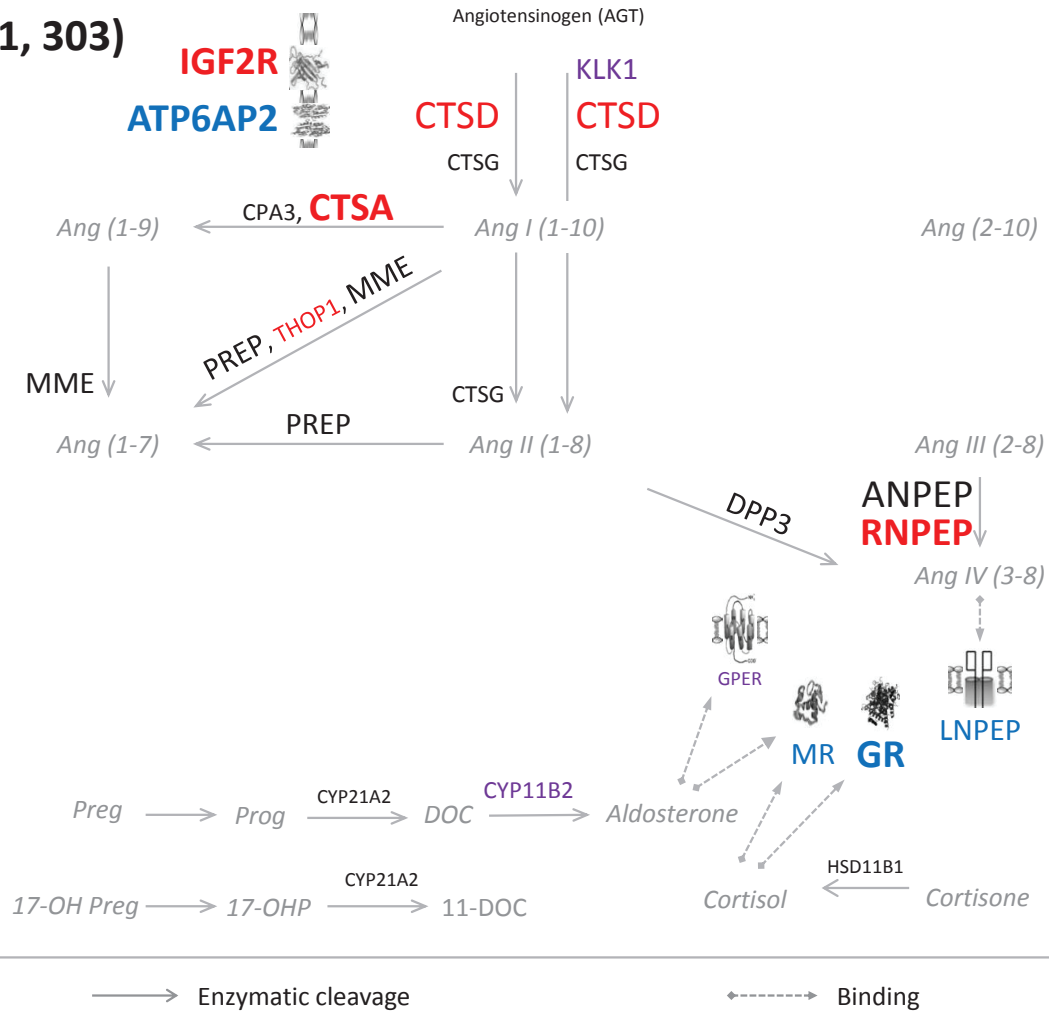 1, 303)
Angiotensinogen (AGT)
IGF2R
ATP6AP2
KLK1
CTSD
CTSD
CTSG
CTSG
Ang (1-9)
CPA3, CTSA
Ang I (1-10)
Ang (2-10)
PREP, THOP1, MME
MME
CTSG
Ang (1-7)
PREP
Ang II (1-8)
Ang III (2-8)
ANPEP
RNPEP
DPP3
Ang IV (3-8)
GPER
LNPEP
MR
GR
Preg
Prog
CYP21A2
DOC
CYP11B2
Aldosterone
17-OH Preg
17-OHP
CYP21A2
11-DOC
Cortisol
HSD11B1
Cortisone
Enzymatic cleavage
Binding